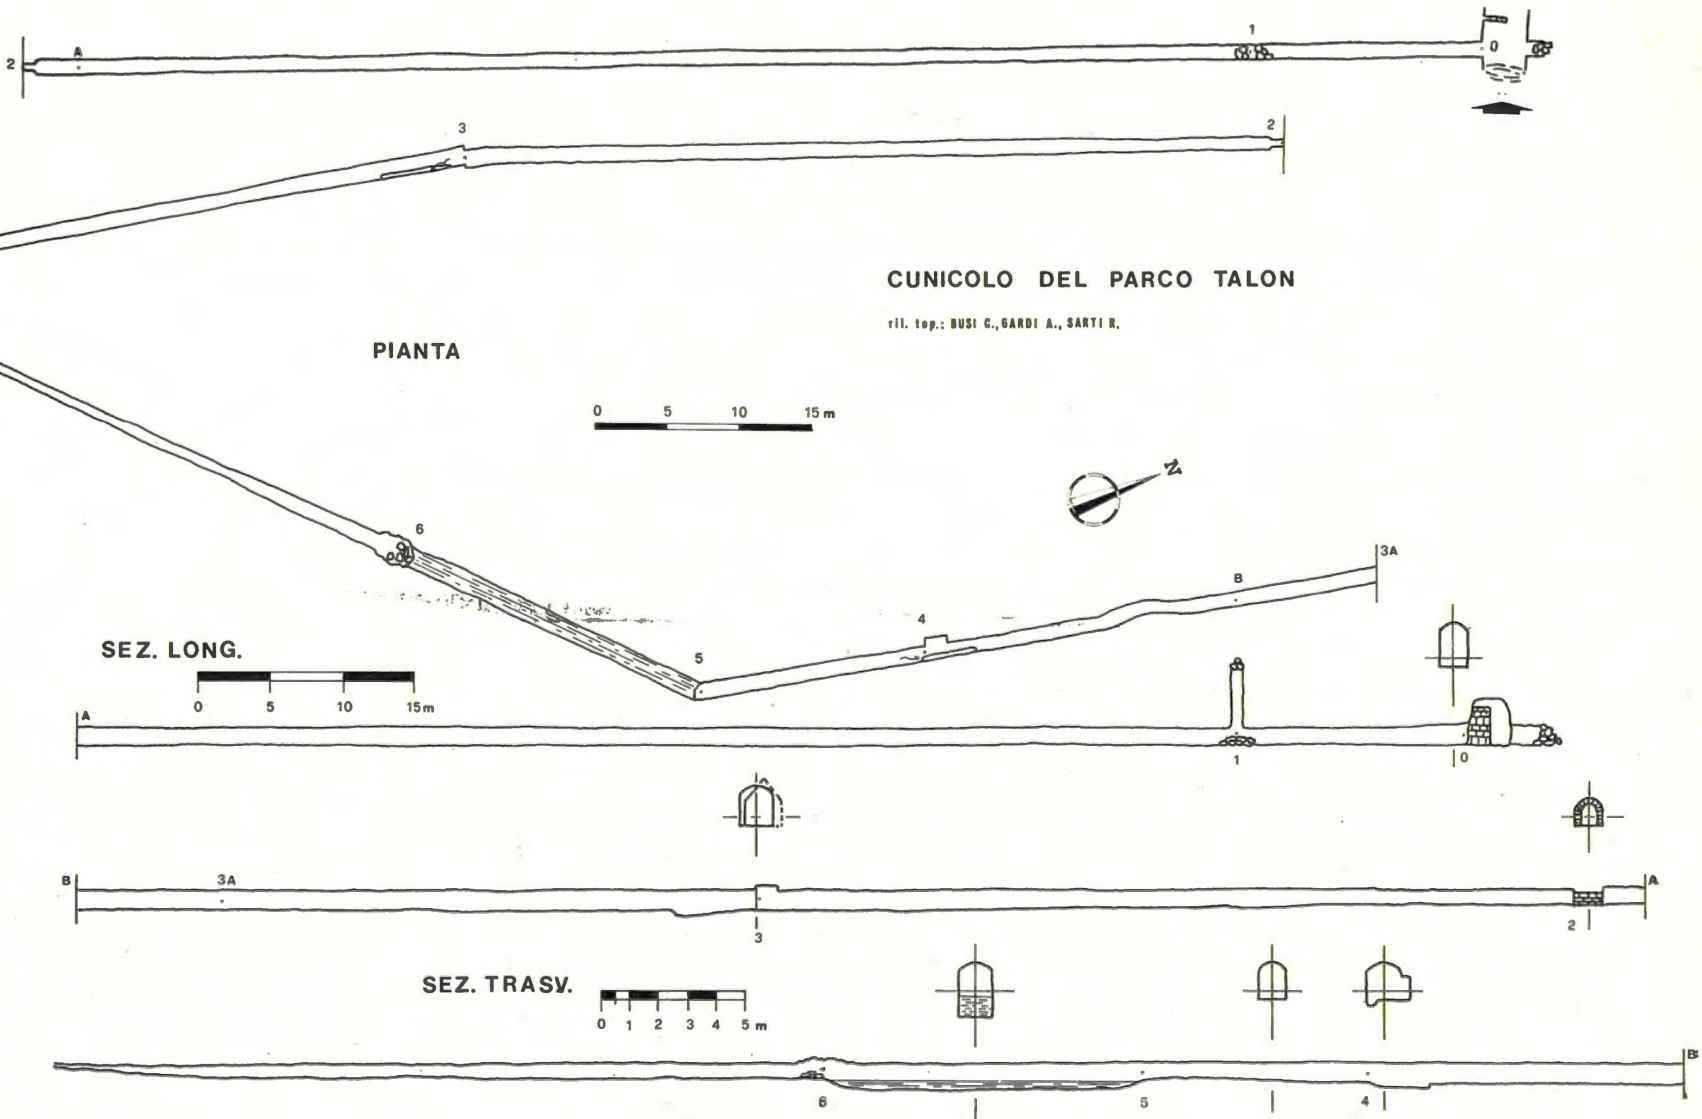 2 A 1 0
3 2
CUNICOLO DEL PARCO TALON
ril. top.: BUSI C., GARDI A., SARTI R.
PIANTA
0 5 10 15 m
N
6
3A
B
4
5
SEZ. LONG.
0 5 10 15 m
A
1 0
B 3A A
3 2
SEZ. TRASV.
0 1 2 3 4 5 m
B
6 5 4